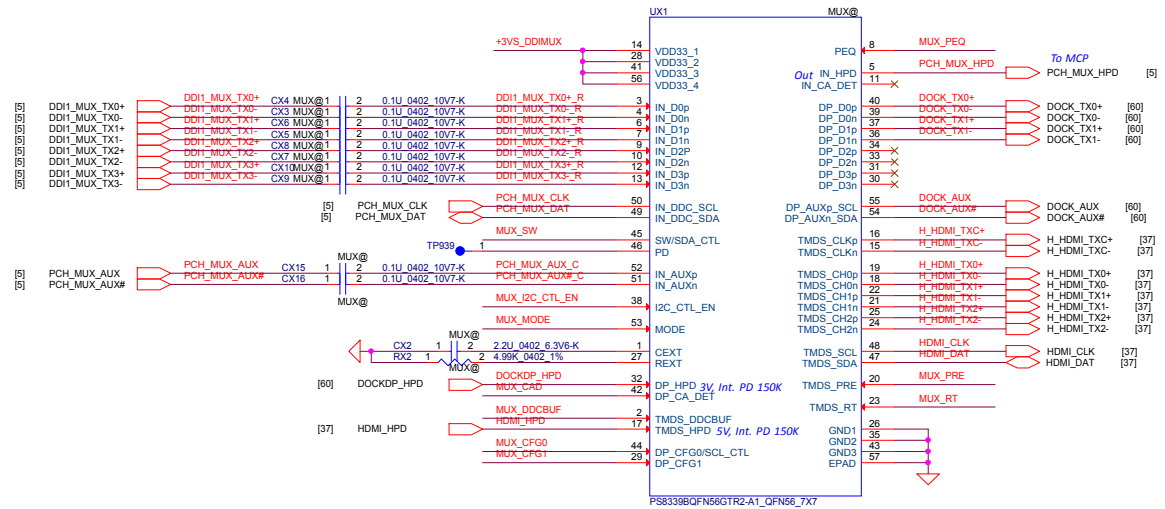 UX1 MUX@
+3VS_DDIMUX 14 VDD33_1 PEQ 8 MUX_PEQ
28 VDD33_2
41 VDD33_3 Out IN_HPD 5 PCH_MUX_HPD To MCP PCH_MUX_HPD [5]
56 VDD33_4 IN_CA_DET 11
[5] DDI1_MUX_TX0+ DDI1_MUX_TX0+ CX4 MUX@ 1 2 0.1U_0402_10V7-K DDI1_MUX_TX0+_R 3 IN_D0p DP_D0p 40 DOCK_TX0+ DOCK_TX0+ [60]
[5] DDI1_MUX_TX0- DDI1_MUX_TX0- CX3 MUX@ 1 2 0.1U_0402_10V7-K DDI1_MUX_TX0-_R 4 IN_D0n DP_D0n 39 DOCK_TX0- DOCK_TX0- [60]
[5] DDI1_MUX_TX1+ DDI1_MUX_TX1+ CX6 MUX@ 1 2 0.1U_0402_10V7-K DDI1_MUX_TX1+_R 6 IN_D1p DP_D1p 37 DOCK_TX1+ DOCK_TX1+ [60]
[5] DDI1_MUX_TX1- DDI1_MUX_TX1- CX5 MUX@ 1 2 0.1U_0402_10V7-K DDI1_MUX_TX1-_R 7 IN_D1n DP_D1n 36 DOCK_TX1- DOCK_TX1- [60]
[5] DDI1_MUX_TX2+ DDI1_MUX_TX2+ CX8 MUX@ 1 2 0.1U_0402_10V7-K DDI1_MUX_TX2+_R 9 IN_D2P DP_D2p 34
[5] DDI1_MUX_TX2- DDI1_MUX_TX2- CX7 MUX@ 1 2 0.1U_0402_10V7-K DDI1_MUX_TX2-_R 10 IN_D2n DP_D2n 33
[5] DDI1_MUX_TX3+ DDI1_MUX_TX3+ CX10 MUX@ 1 2 0.1U_0402_10V7-K DDI1_MUX_TX3+_R 12 IN_D3p DP_D3p 31
[5] DDI1_MUX_TX3- DDI1_MUX_TX3- CX9 MUX@ 1 2 0.1U_0402_10V7-K DDI1_MUX_TX3-_R 13 IN_D3n DP_D3n 30
[5] PCH_MUX_CLK PCH_MUX_CLK 50 IN_DDC_SCL DP_AUXp_SCL 55 DOCK_AUX DOCK_AUX [60]
[5] PCH_MUX_DAT PCH_MUX_DAT 49 IN_DDC_SDA DP_AUXn_SDA 54 DOCK_AUX# DOCK_AUX# [60]
MUX_SW 45 SW/SDA_CTL TMDS_CLKp 16 H_HDMI_TXC+ H_HDMI_TXC+ [37]
TP939 1 46 PD TMDS_CLKn 15 H_HDMI_TXC- H_HDMI_TXC- [37]
MUX@
[5] PCH_MUX_AUX PCH_MUX_AUX CX15 1 2 0.1U_0402_10V7-K PCH_MUX_AUX_C 52 IN_AUXp TMDS_CH0p 19 H_HDMI_TX0+ H_HDMI_TX0+ [37]
[5] PCH_MUX_AUX# PCH_MUX_AUX# CX16 1 2 0.1U_0402_10V7-K PCH_MUX_AUX#_C 51 IN_AUXn TMDS_CH0n 18 H_HDMI_TX0- H_HDMI_TX0- [37]
MUX@
TMDS_CH1p 22 H_HDMI_TX1+ H_HDMI_TX1+ [37]
MUX_I2C_CTL_EN 38 I2C_CTL_EN TMDS_CH1n 21 H_HDMI_TX1- H_HDMI_TX1- [37]
TMDS_CH2p 25 H_HDMI_TX2+ H_HDMI_TX2+ [37]
MUX_MODE 53 MODE TMDS_CH2n 24 H_HDMI_TX2- H_HDMI_TX2- [37]
MUX@
CX2 1 2 2.2U_0402_6.3V6-K 1 CEXT TMDS_SCL 48 HDMI_CLK HDMI_CLK [37]
RX2 1 2 4.99K_0402_1% 27 REXT TMDS_SDA 47 HDMI_DAT HDMI_DAT [37]
MUX@
[60] DOCKDP_HPD DOCKDP_HPD 32 DP_HPD 3V, Int. PD 150K TMDS_PRE 20 MUX_PRE
MUX_CAD 42 DP_CA_DET
TMDS_RT 23 MUX_RT
MUX_DDCBUF 2 TMDS_DDCBUF
[37] HDMI_HPD HDMI_HPD 17 TMDS_HPD 5V, Int. PD 150K GND1 26
GND2 35
MUX_CFG0 44 DP_CFG0/SCL_CTL GND3 43
MUX_CFG1 29 DP_CFG1 EPAD 57
PS8339BQFN56GTR2-A1_QFN56_7X7